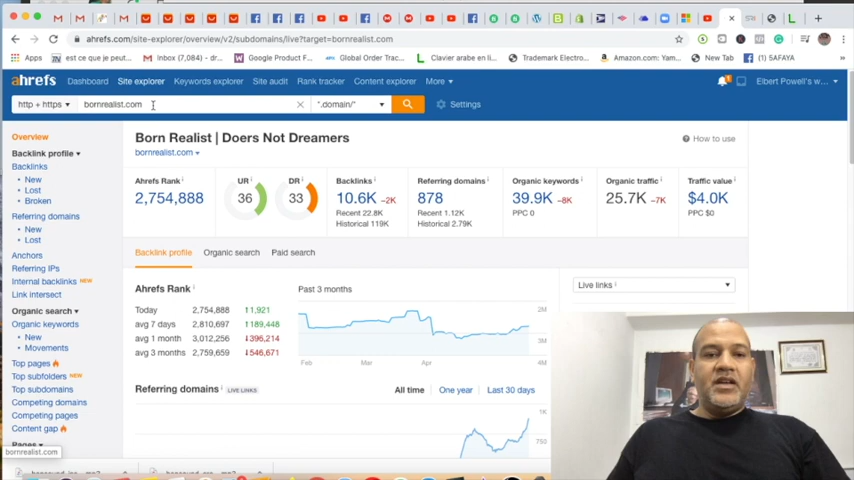 ahrefs.com/site-explorer/overview/v2/subdomains/live?target=bornrealist.com
est ce que je peut...
Inbox (7,084) - dr...
Google Product F...
Global Order Trac...
Clavier arabe en li...
Trademark Electro...
Amazon.com: Yam...
(1) 5AFAYA
ahrefs Dashboard Site explorer Keywords explorer Site audit Rank tracker Content explorer More Elbert Powell's w...
http + https bornrealist.com *.domain/* Settings
Overview
Backlink profile
Backlinks
New
Lost
Broken
Referring domains
New
Lost
Anchors
Referring IPs
Internal backlinks NEW
Link intersect
Organic search
Organic keywords
New
Movements
Top pages
Top subfolders NEW
Top subdomains
Competing domains
Competing pages
Content gap
Pages
bornrealist.com
Born Realist | Doers Not Dreamers
How to use
bornrealist.com
Ahrefs Rank UR DR Backlinks Referring domains Organic keywords Organic traffic Traffic value
2,754,888 36 33 10.6K -2K 878 39.9K -8K 25.7K -7K $4.0K
Recent 22.8K Recent 1.12K PPC 0 PPC $0
Historical 119K Historical 2.79K
Backlink profile Organic search Paid search
Ahrefs Rank
Past 3 months
Live links
Today 2,754,888 ↑1,921
avg 7 days 2,810,697 ↑189,448
avg 1 month 3,012,256 ↓396,214
avg 3 months 2,759,659 ↓546,671
2M
3M
4M
Feb Mar Apr
Referring domains LIVE LINKS
All time One year Last 30 days
1K
750